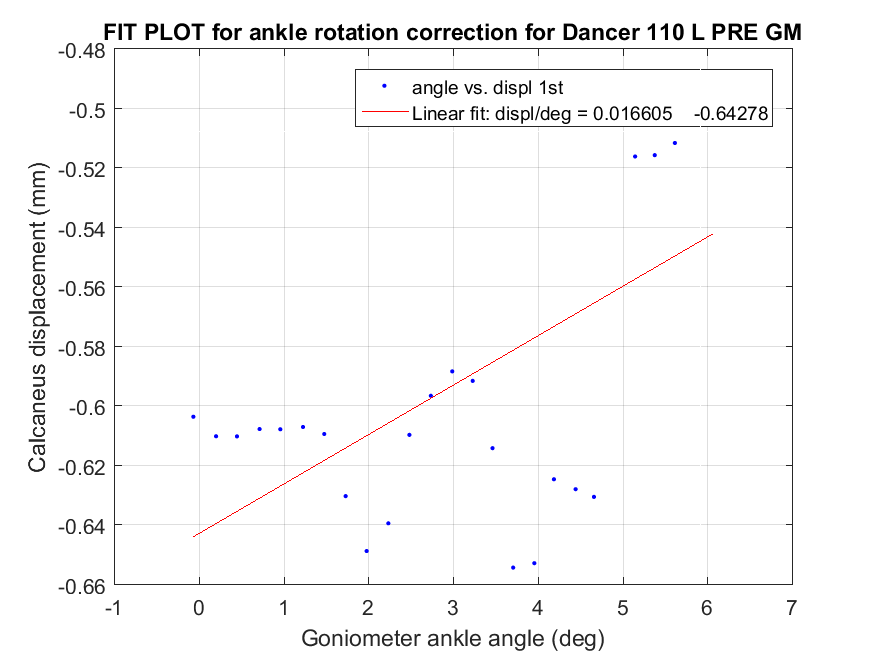 FIT PLOT for ankle rotation correction for Dancer 110 L PRE GM
-0.48
-0.5
-0.52
-0.54
-0.56
-0.58
-0.6
-0.62
-0.64
-0.66
Calcaneus displacement (mm)
angle vs. displ 1st
Linear fit: displ/deg = 0.016605    -0.64278
-1 0 1 2 3 4 5 6 7
Goniometer ankle angle (deg)